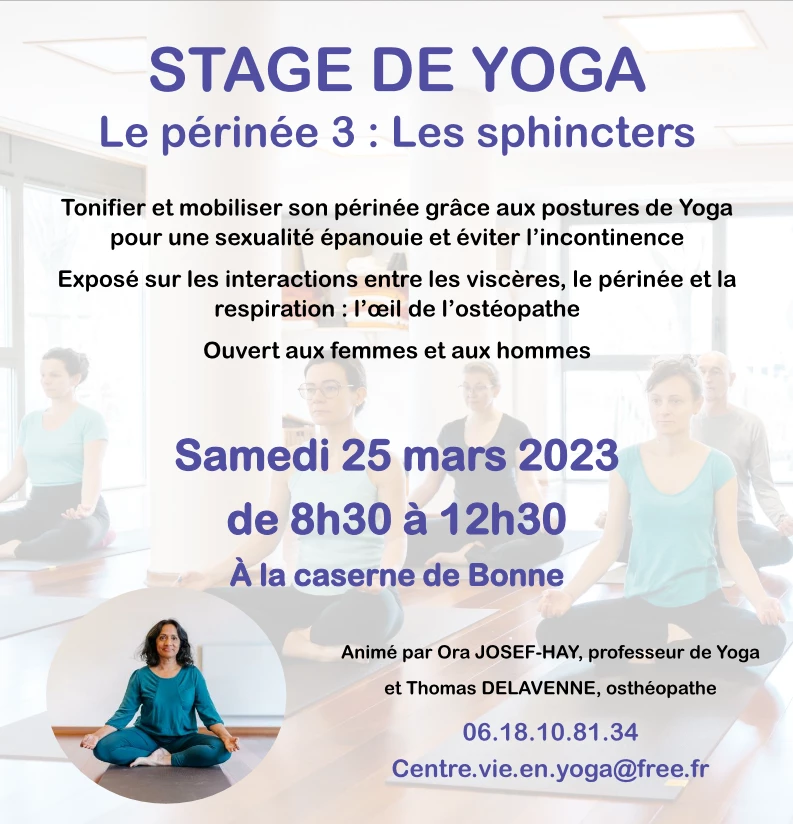 STAGE DE YOGA
Le périnée 3 : Les sphincters
Tonifier et mobiliser son périnée grâce aux postures de Yoga
pour une sexualité épanouie et éviter l’incontinence
Exposé sur les interactions entre les viscères, le périnée et la
respiration : l’œil de l’ostéopathe
Ouvert aux femmes et aux hommes
Samedi 25 mars 2023
de 8h30 à 12h30
À la caserne de Bonne
Animé par Ora JOSEF-HAY, professeur de Yoga
et Thomas DELAVENNE, osthéopathe
06.18.10.81.34
Centre.vie.en.yoga@free.fr